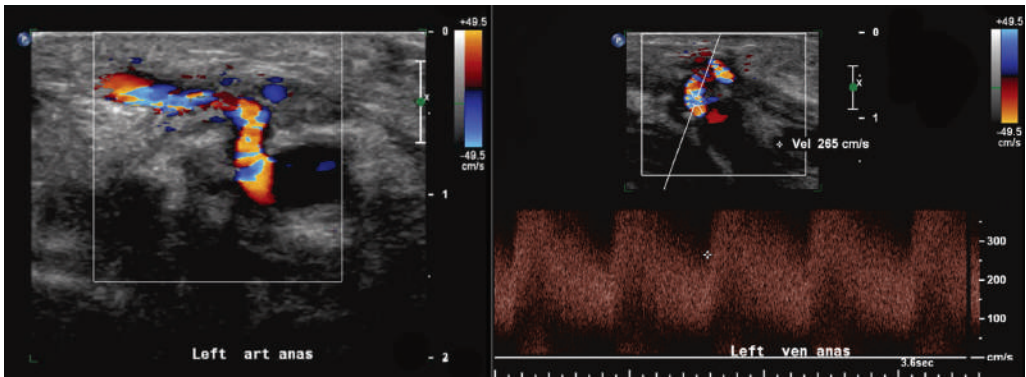 +49.5
-49.5
cm/s
0
x
1
2
Left art anas
+49.5
-49.5
cm/s
0
x
1
Vel 265 cm/s
300
200
100
cm/s
Left ven anas
3.6sec